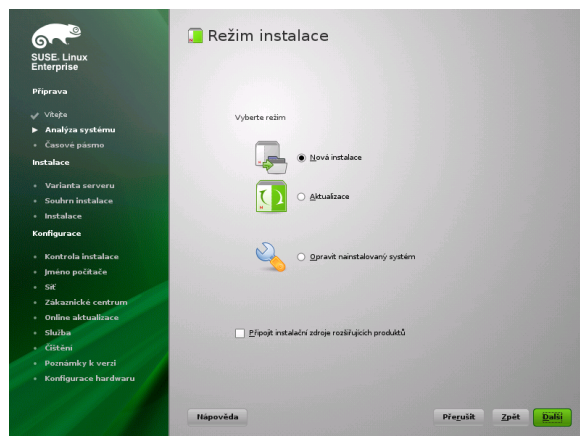 SUSE® Linux
Enterprise
Příprava
Vítejte
Analýza systému
Časové pásmo
Instalace
Varianta serveru
Souhrn instalace
Instalace
Konfigurace
Kontrola instalace
Jméno počítače
Síť
Zákaznické centrum
Online aktualizace
Služba
Čištění
Poznámky k verzi
Konfigurace hardwaru
Režim instalace
Vyberte režim
Nová instalace
Aktualizace
Opravit nainstalovaný systém
Připojit instalační zdroje rozšiřujících produktů
Nápověda
Přerušit
Zpět
Další